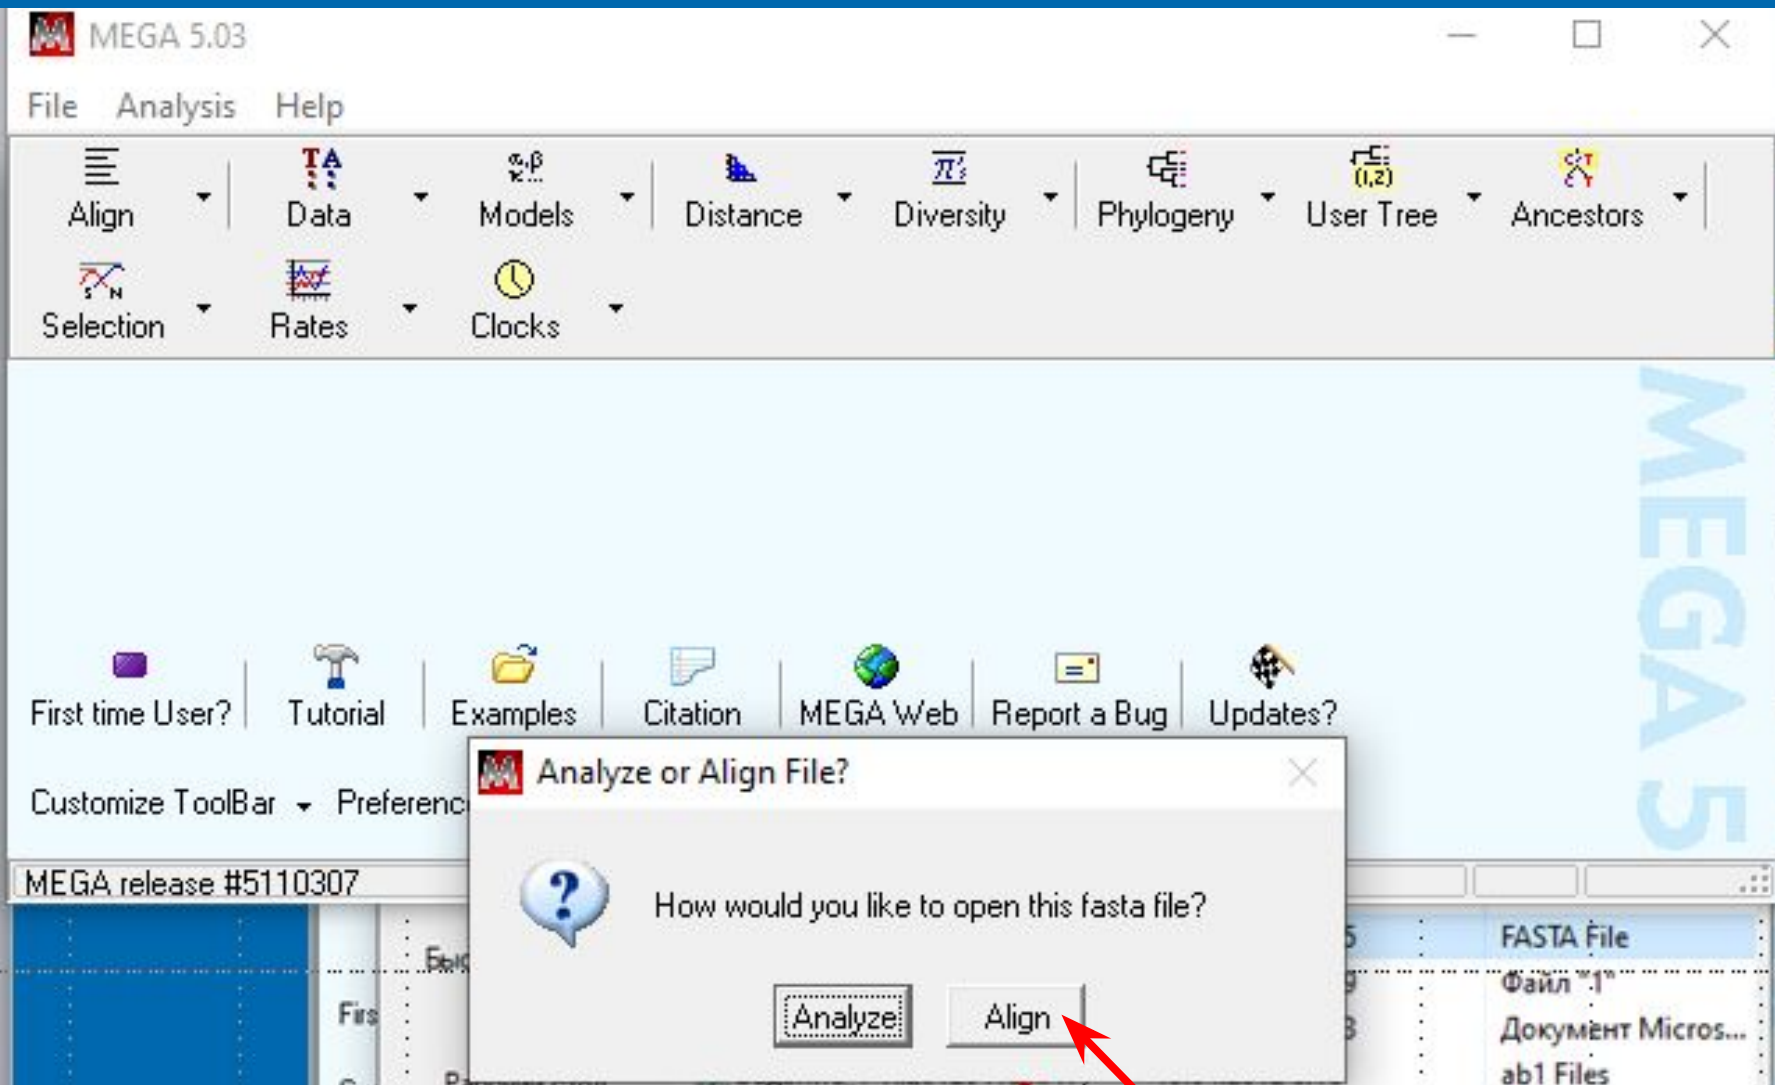 MEGA 5.03
File Analysis Help
Align Data Models Distance Diversity Phylogeny User Tree Ancestors
Selection Rates Clocks
MEGA 5
First time User? Tutorial Examples Citation MEGA Web Report a Bug Updates?
Customize ToolBar Preferenc
Analyze or Align File?
MEGA release #5110307
How would you like to open this fasta file?
FASTA File
Файл "1"
Firs
Analyze Align
Документ Micros...
ab1 Files